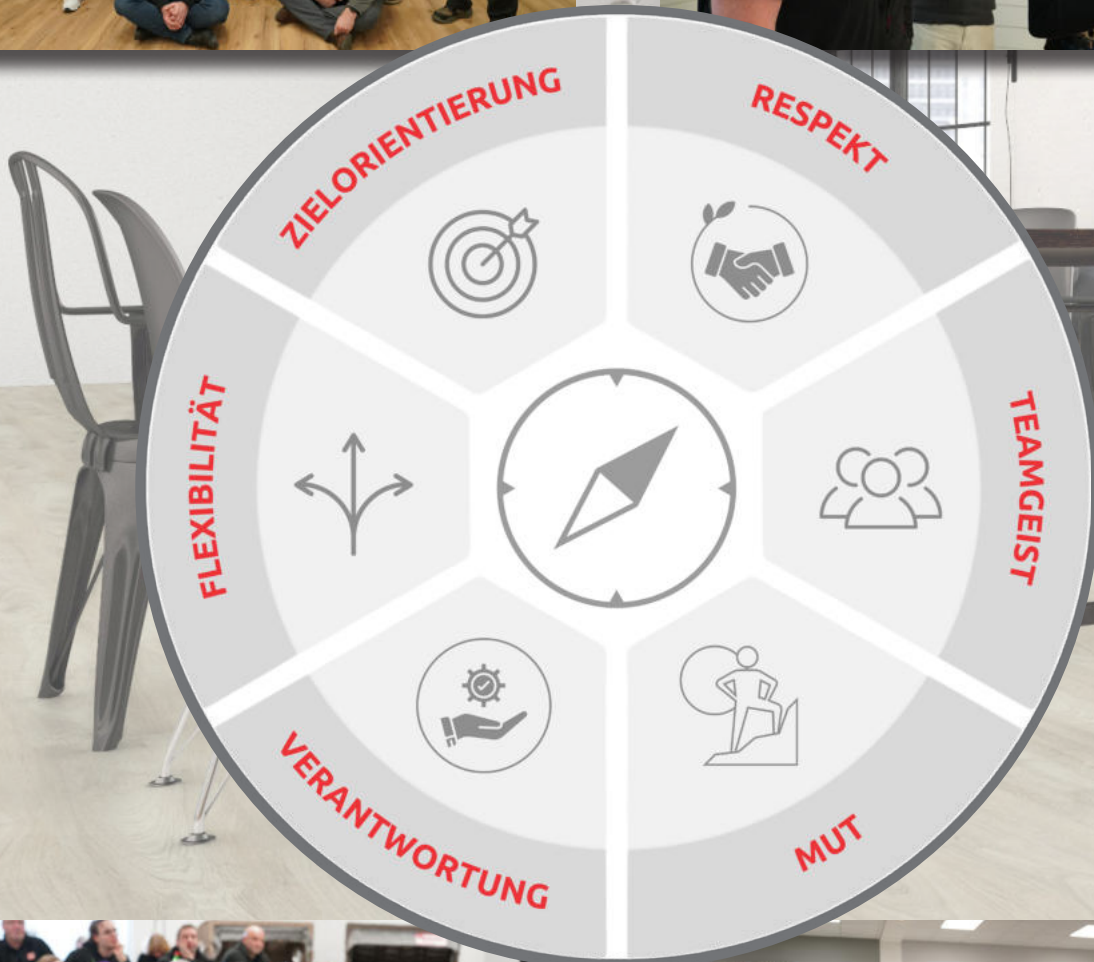 ZIELORIENTIERUNG
RESPEKT
TEAMGEIST
MUT
VERANTWORTUNG
FLEXIBILITÄT